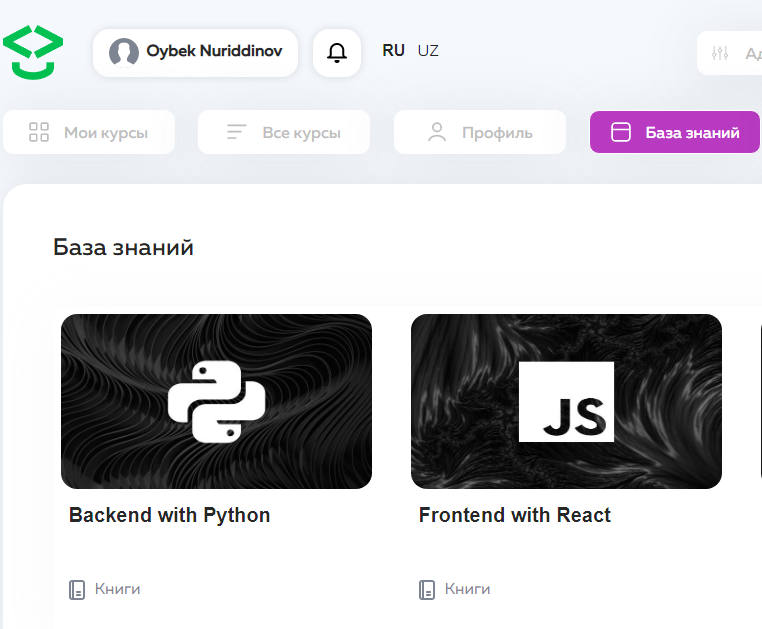 Oybek Nuriddinov
RU UZ
Мои курсы
Все курсы
Профиль
База знаний
База знаний
JS
Backend with Python
Frontend with React
Книги
Книги